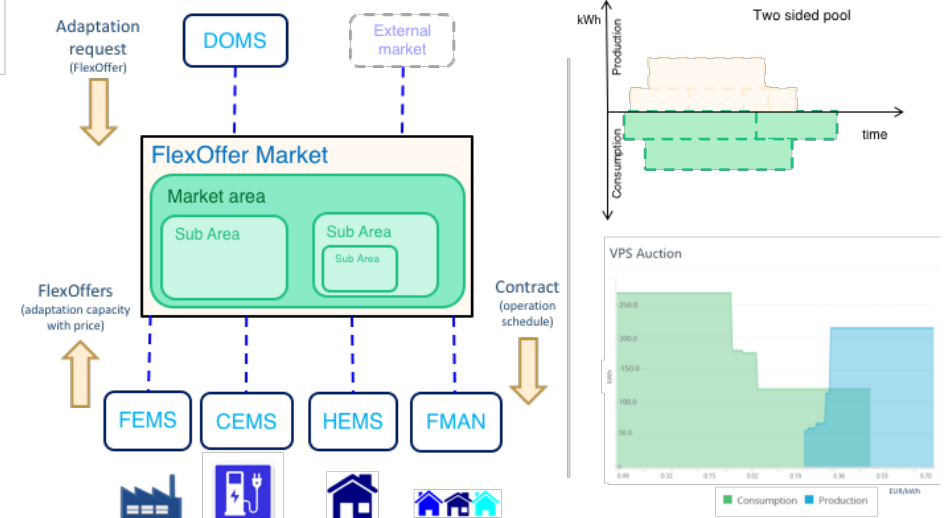 Adaptation
request
(FlexOffer)
DOMS
External
market
FlexOffer Market
Market area
Sub Area
Sub Area
Sub Area
FlexOffers
(adaptation capacity
with price)
Contract
(operation
schedule)
FEMS
CEMS
HEMS
FMAN
kWh
Production
Two sided pool
time
Consumption
VPS Auction
250.0
200.0
150.0
100.0
50.0
0
kWh
-0.49
-0.32
-0.15
0.02
0.19
0.36
0.53
0.70
EUR/kWh
Consumption
Production